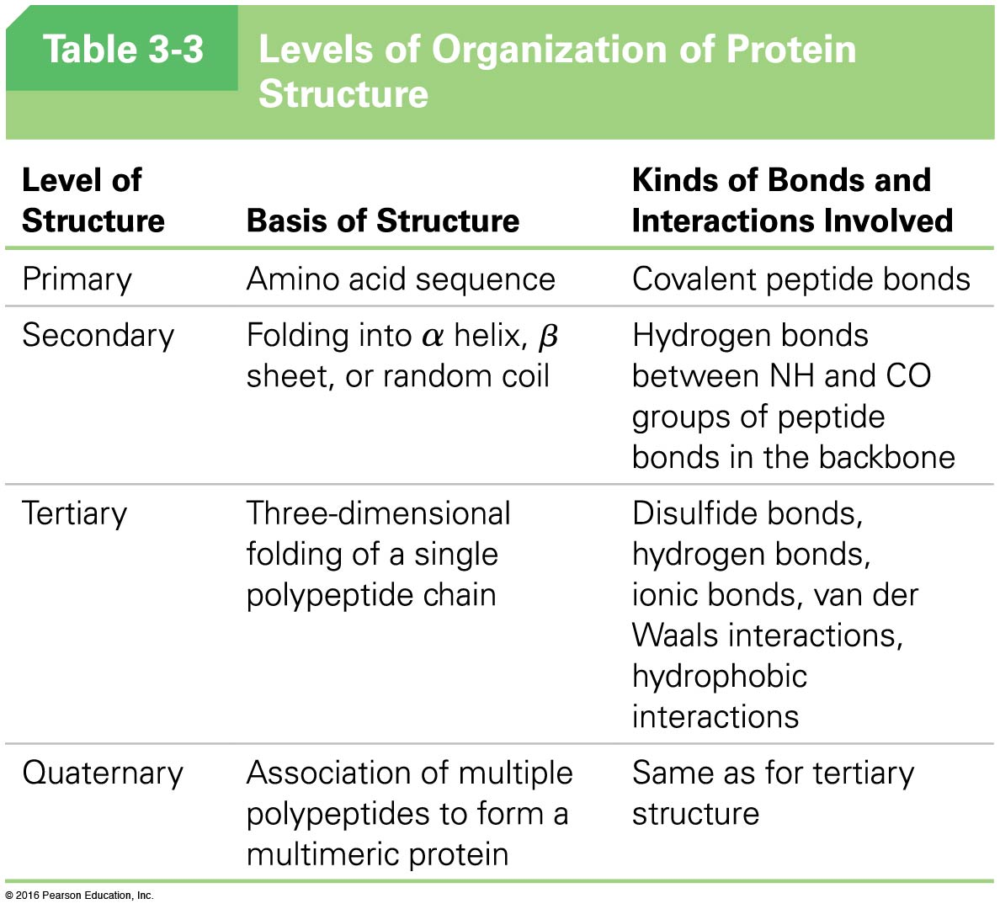 Table 3-3
Levels of Organization of Protein
Structure
Level of
Structure
Basis of Structure
Kinds of Bonds and
Interactions Involved
Primary
Amino acid sequence
Covalent peptide bonds
Secondary
Folding into α helix, β
sheet, or random coil
Hydrogen bonds
between NH and CO
groups of peptide
bonds in the backbone
Tertiary
Three-dimensional
folding of a single
polypeptide chain
Disulfide bonds,
hydrogen bonds,
ionic bonds, van der
Waals interactions,
hydrophobic
interactions
Quaternary
Association of multiple
polypeptides to form a
multimeric protein
Same as for tertiary
structure
© 2016 Pearson Education, Inc.